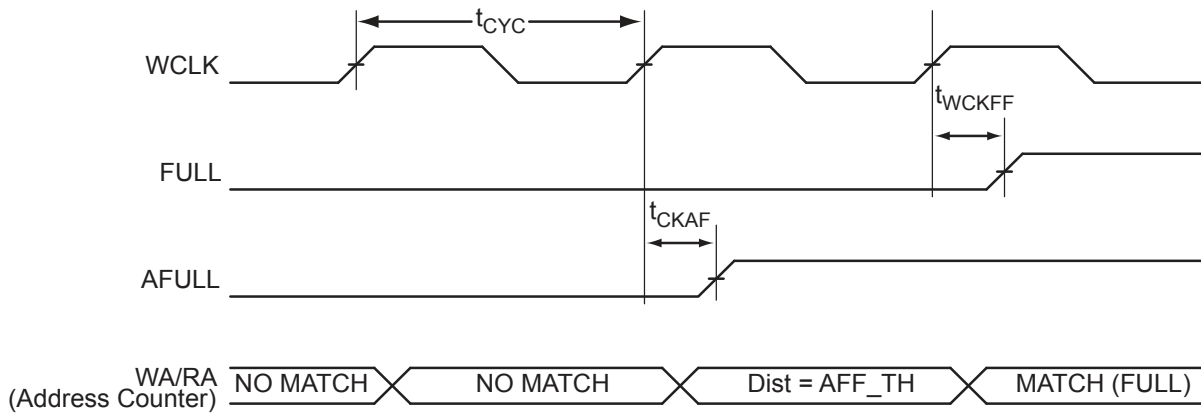 tCYC
WCLK
tWCKFF
FULL
tCKAF
AFULL
WA/RA
(Address Counter)
NO MATCH
NO MATCH
Dist = AFF_TH
MATCH (FULL)